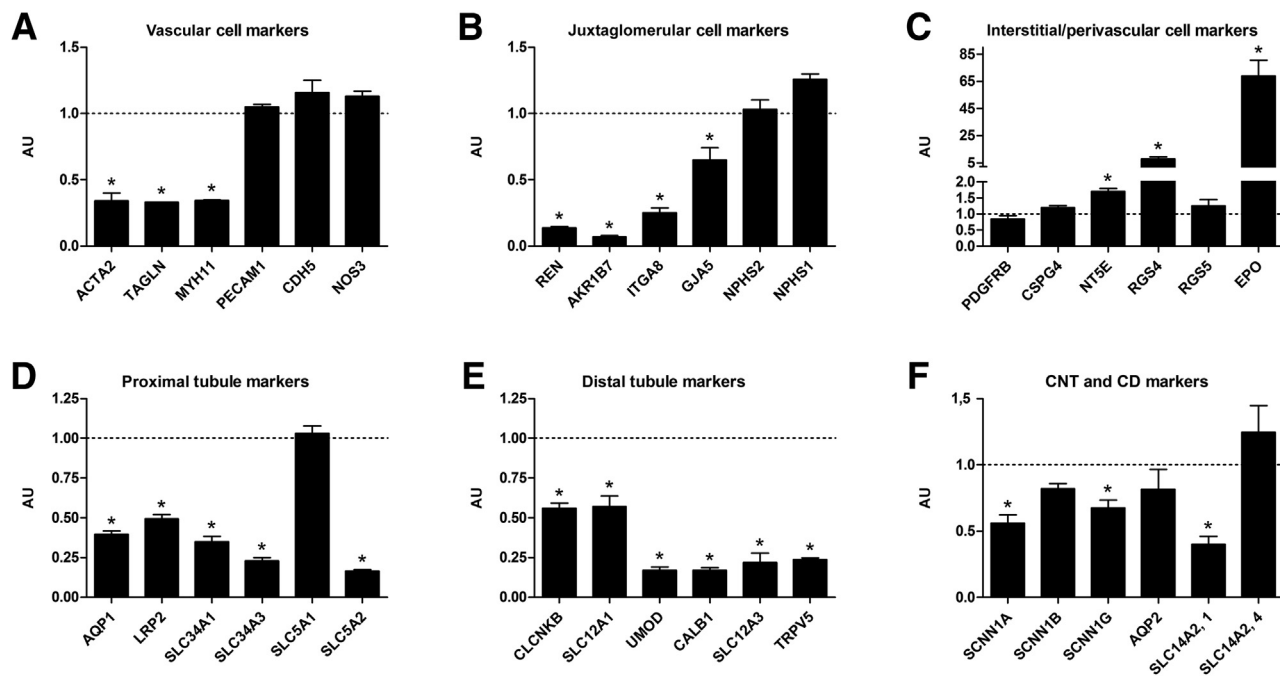 A
Vascular cell markers
1.5
1.0
0.5
0.0
AU
*
*
*
ACTA2
TAGLN
MYH11
PECAM1
CDH5
NOS3
B
Juxtaglomerular cell markers
1.5
1.0
0.5
0.0
AU
*
*
*
*
REN
AKR1B7
ITGA8
GJA5
NPHS2
NPHS1
C
Interstitial/perivascular cell markers
85
65
45
25
5
2.0
1.5
1.0
0.5
0.0
AU
*
*
*
PDGFRB
CSPG4
NT5E
RGS4
RGS5
EPO
D
Proximal tubule markers
1.25
1.00
0.75
0.50
0.25
0.00
AU
*
*
*
*
*
AQP1
LRP2
SLC34A1
SLC34A3
SLC5A1
SLC5A2
E
Distal tubule markers
1.25
1.00
0.75
0.50
0.25
0.00
AU
*
*
*
*
*
*
CLCNKB
SLC12A1
UMOD
CALB1
SLC12A3
TRPV5
F
CNT and CD markers
1,5
1.0
0.5
0.0
AU
*
*
*
SCNN1A
SCNN1B
SCNN1G
AQP2
SLC14A2, 1
SLC14A2, 4